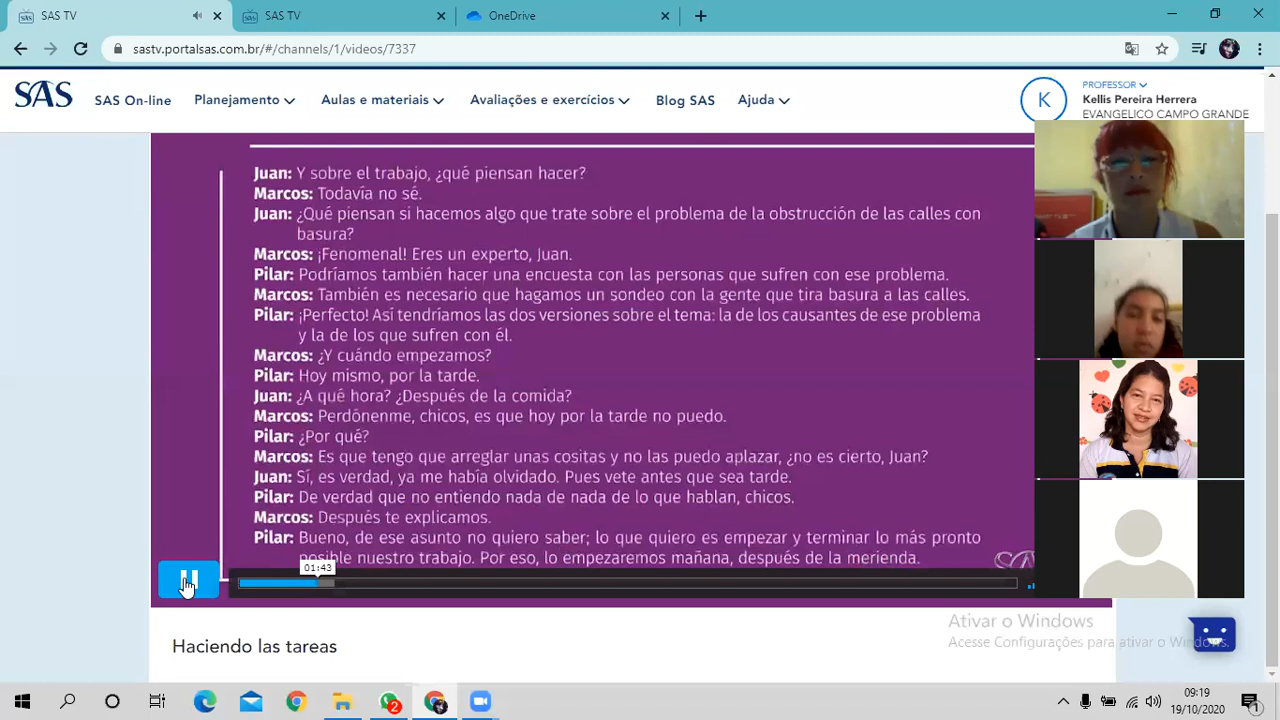 SAS TV
SAS TV
OneDrive
sastv.portalsas.com.br/#/channels/1/videos/7337
SAS
SAS On-line
Planejamento
Aulas e materiais
Avaliações e exercícios
Blog SAS
Ajuda
K
PROFESSOR
Kellis Pereira Herrera
EVANGELICO CAMPO GRANDE
Juan: Y sobre el trabajo, ¿qué piensan hacer?
Marcos: Todavía no sé.
Juan: ¿Qué piensan si hacemos algo que trate sobre el problema de la obstrucción de las calles con
basura?
Marcos: ¡Fenomenal! Eres un experto, Juan.
Pilar: Podríamos también hacer una encuesta con las personas que sufren con ese problema.
Marcos: También es necesario que hagamos un sondeo con la gente que tira basura a las calles.
Pilar: ¡Perfecto! Así tendríamos las dos versiones sobre el tema: la de los causantes de ese problema
y la de los que sufren con él.
Marcos: ¿Y cuándo empezamos?
Pilar: Hoy mismo, por la tarde.
Juan: ¿A qué hora? ¿Después de la comida?
Marcos: Perdónenme, chicos, es que hoy por la tarde no puedo.
Pilar: ¿Por qué?
Marcos: Es que tengo que arreglar unas cositas y no las puedo aplazar, ¿no es cierto, Juan?
Juan: Sí, es verdad, ya me había olvidado. Pues vete antes que sea tarde.
Pilar: De verdad que no entiendo nada de nada de lo que hablan, chicos.
Marcos: Después te explicamos.
Pilar: Bueno, de ese asunto no quiero saber; lo que quiero es empezar y terminar lo más pronto
posible nuestro trabajo. Por eso, lo empezaremos mañana, después de la merienda.
01:43
Haciendo las tareas
Ativar o Windows
Acesse Configurações para ativar o Windows.
2
09:19
19/10/2020
1